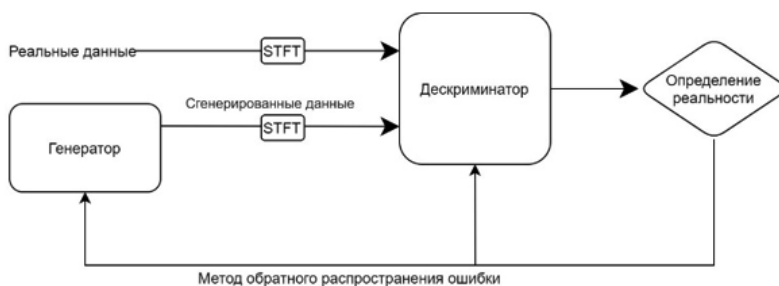 Реальные данные
STFT
Сгенерированные данные
STFT
Генератор
Дескриминатор
Определение
реальности
Метод обратного распространения ошибки